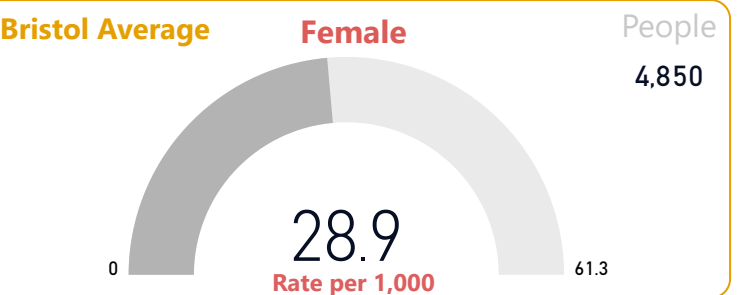 Bristol Average
Female
People
4,850
28.9
0
61.3
Rate per 1,000